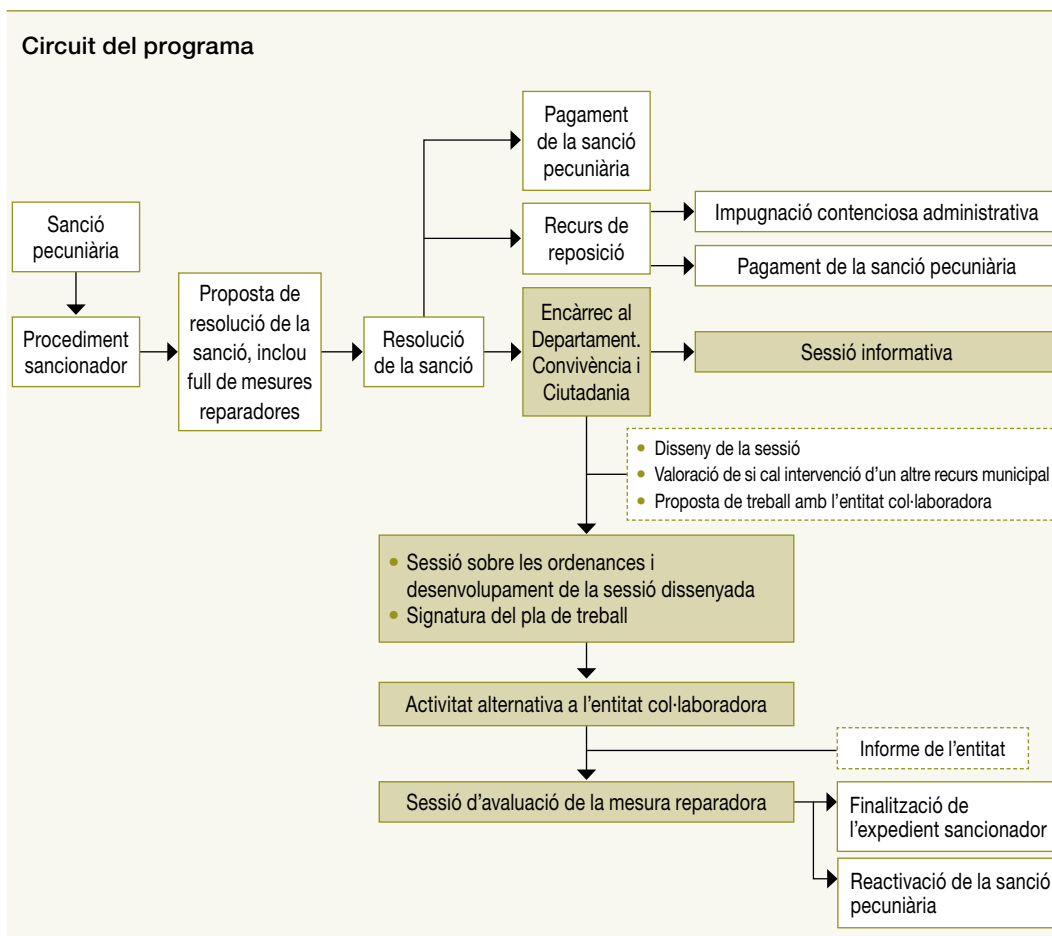 Circuit del programa
Pagament
de la sanció
pecuniària
Sanció
pecuniària
Recurs de
reposició
Impugnació contenciosa administrativa
Pagament de la sanció pecuniària
Procediment
sancionador
Proposta de
resolució de la
sanció, inclou
full de mesures
reparadores
Resolució
de la sanció
Encàrrec al
Departament.
Convivència i
Ciutadania
Sessió informativa
• Disseny de la sessió
• Valoració de si cal intervenció d'un altre recurs municipal
• Proposta de treball amb l'entitat col·laboradora
• Sessió sobre les ordenances i
desenvolupament de la sessió dissenyada
• Signatura del pla de treball
Activitat alternativa a l'entitat col·laboradora
Informe de l'entitat
Sessió d'avaluació de la mesura reparadora
Finalització de
l'expedient sancionador
Reactivació de la sanció
pecuniària